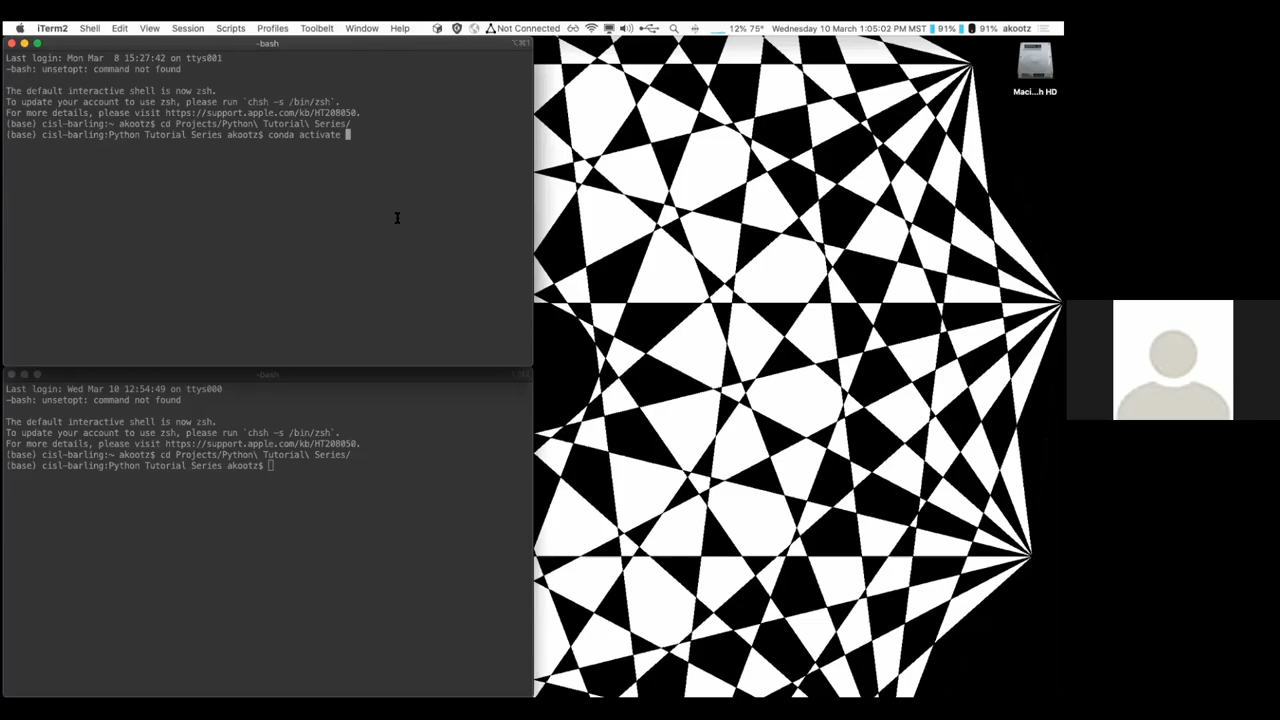 iTerm2 Shell Edit View Session Scripts Profiles Toolbelt Window Help Not Connected 12% 75° Wednesday 10 March 1:05:02 PM MST 91% 91% akootz
-bash ⌥⌘1
Last login: Mon Mar  8 15:27:42 on ttys001
-bash: unsetopt: command not found
The default interactive shell is now zsh.
To update your account to use zsh, please run `chsh -s /bin/zsh`.
For more details, please visit https://support.apple.com/kb/HT208050.
(base) cisl-barling:~ akootz$ cd Projects/Python\ Tutorial\ Series/
(base) cisl-barling:Python Tutorial Series akootz$ conda activate
Maci...h HD
-bash
Last login: Wed Mar 10 12:54:49 on ttys000
-bash: unsetopt: command not found
The default interactive shell is now zsh.
To update your account to use zsh, please run `chsh -s /bin/zsh`.
For more details, please visit https://support.apple.com/kb/HT208050.
(base) cisl-barling:~ akootz$ cd Projects/Python\ Tutorial\ Series/
(base) cisl-barling:Python Tutorial Series akootz$